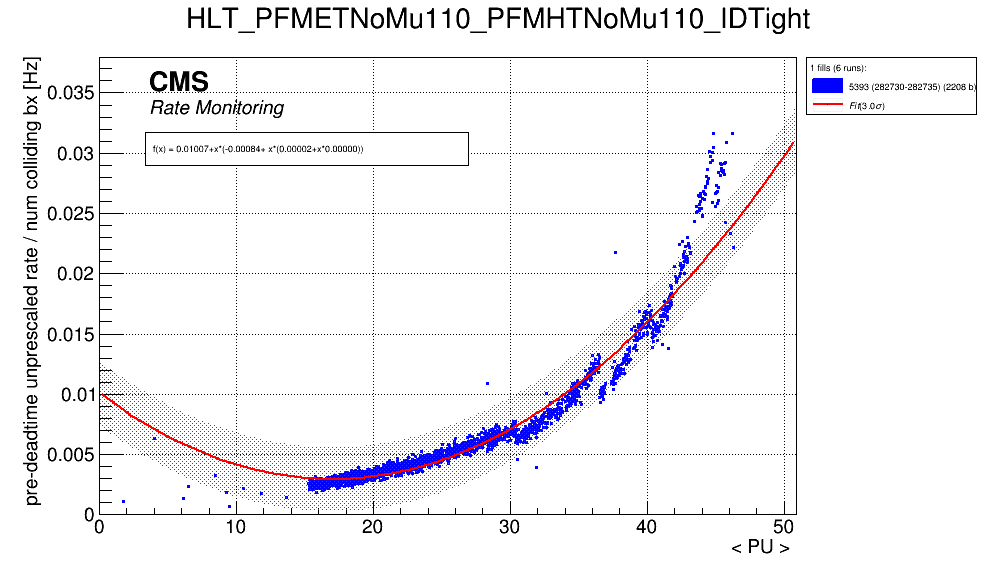 HLT_PFMETNoMu110_PFMHTNoMu110_IDTight
pre-deadtime unprescaled rate / num colliding bx [Hz]
CMS
Rate Monitoring
f(x) = 0.01007+x*(-0.00084+ x*(0.00002+x*0.00000))
1 fills (6 runs):
5393 (282730-282735) (2208 b)
Fit(3.0σ)
0.035
0.03
0.025
0.02
0.015
0.01
0.005
0
0 10 20 30 40 50
< PU >